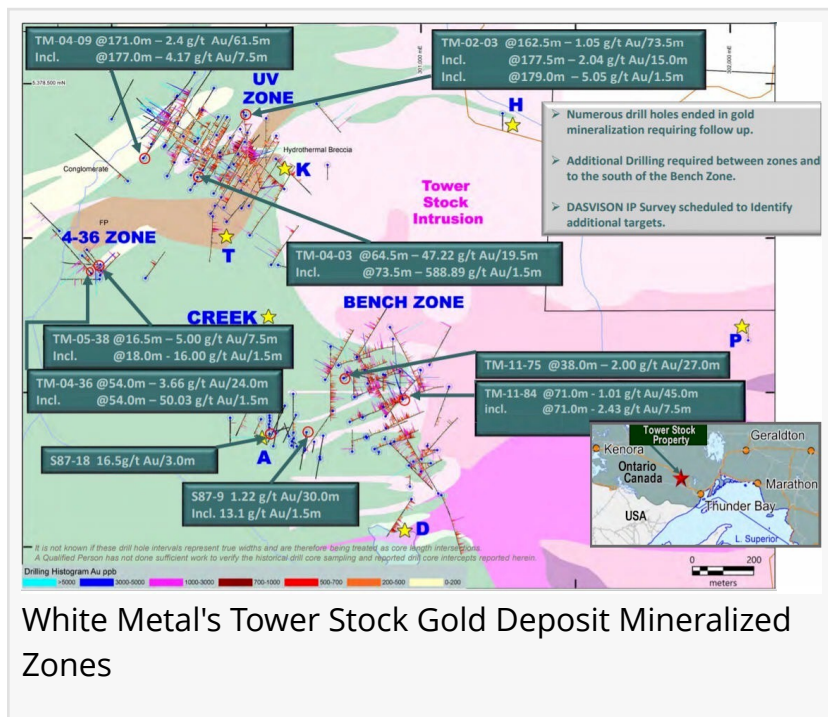 TM-04-09 @171.0m – 2.4 g/t Au/61.5m
Incl. @177.0m – 4.17 g/t Au/7.5m
TM-02-03 @162.5m – 1.05 g/t Au/73.5m
Incl. @177.5m - 2.04 g/t Au/15.0m
Incl. @179.0m - 5.05 g/t Au/1.5m
301,000 mE
302,000 mE
5,378,500 mN
UV
ZONE
H
➢ Numerous drill holes ended in gold
mineralization requiring follow up.
➢ Additional Drilling required between zones and
to the south of the Bench Zone.
➢ DASVISON IP Survey scheduled to Identify
additional targets.
Hydrothermal Breccia
Conglomerate
K
Tower
Stock
Intrusion
FP
4-36 ZONE
T
TM-04-03 @64.5m – 47.22 g/t Au/19.5m
Incl. @73.5m – 588.89 g/t Au/1.5m
BENCH ZONE
CREEK
P
TM-05-38 @16.5m – 5.00 g/t Au/7.5m
Incl. @18.0m - 16.00 g/t Au/1.5m
TM-11-75 @38.0m – 2.00 g/t Au/27.0m
TM-04-36 @54.0m – 3.66 g/t Au/24.0m
Incl. @54.0m – 50.03 g/t Au/1.5m
TM-11-84 @71.0m - 1.01 g/t Au/45.0m
incl. @71.0m - 2.43 g/t Au/7.5m
A
S87-18 16.5g/t Au/3.0m
S87-9 1.22 g/t Au/30.0m
Incl. 13.1 g/t Au/1.5m
D
Tower Stock
Property
Kenora
Geraldton
Ontario
Canada
Marathon
Thunder Bay
USA
L. Superior
0 200
meters
It is not known if these drill hole intervals represent true widths and are therefore being treated as core length intersections.
A Qualified Person has not done sufficient work to verify the historical drill core sampling and reported drill core intercepts reported herein.
Drilling Histogram Au ppb
>5000 3000-5000 1000-3000 700-1000 500-700 200-500 0-200
White Metal's Tower Stock Gold Deposit Mineralized
Zones